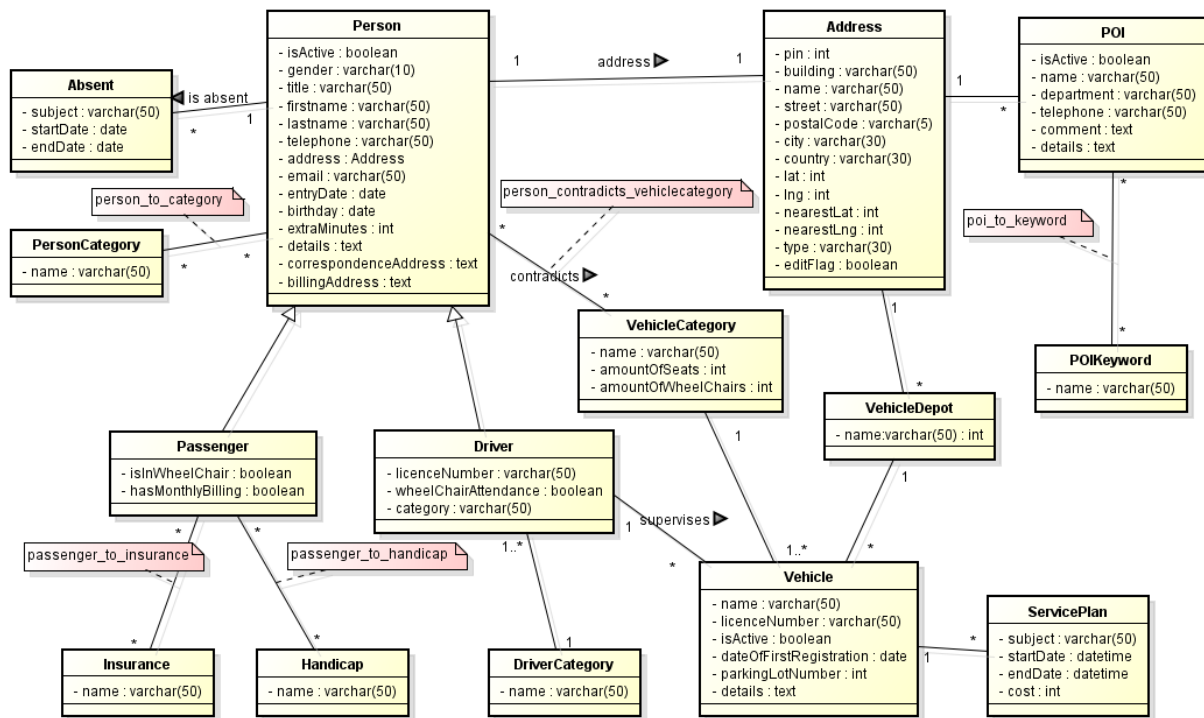 Person
- isActive : boolean
- gender : varchar(10)
- title : varchar(50)
- firstname : varchar(50)
- lastname : varchar(50)
- telephone : varchar(50)
- address : Address
- email : varchar(50)
- entryDate : date
- birthday : date
- extraMinutes : int
- details : text
- correspondenceAddress : text
- billingAddress : text
1
address
1
Address
- pin : int
- building : varchar(50)
- name : varchar(50)
- street : varchar(50)
- postalCode : varchar(5)
- city : varchar(30)
- country : varchar(30)
- lat : int
- lng : int
- nearestLat : int
- nearestLng : int
- type : varchar(30)
- editFlag : boolean
1
*
POI
- isActive : boolean
- name : varchar(50)
- department : varchar(50)
- telephone : varchar(50)
- comment : text
- details : text
Absent
- subject : varchar(50)
- startDate : date
- endDate : date
is absent
*
1
person_to_category
PersonCategory
- name : varchar(50)
*
*
person_contradicts_vehiclecategory
*
contradicts
*
*
poi_to_keyword
*
POIKeyword
- name : varchar(50)
VehicleCategory
- name : varchar(50)
- amountOfSeats : int
- amountOfWheelChairs : int
1
1
*
VehicleDepot
- name:varchar(50) : int
1
*
Passenger
- isInWheelChair : boolean
- hasMonthlyBilling : boolean
*
*
Driver
- licenceNumber : varchar(50)
- wheelChairAttendance : boolean
- category : varchar(50)
1
supervises
*
1..*
1..*
passenger_to_insurance
passenger_to_handicap
*
*
1
Insurance
- name : varchar(50)
Handicap
- name : varchar(50)
DriverCategory
- name : varchar(50)
Vehicle
- name : varchar(50)
- licenceNumber : varchar(50)
- isActive : boolean
- dateOfFirstRegistration : date
- parkingLotNumber : int
- details : text
1
*
ServicePlan
- subject : varchar(50)
- startDate : datetime
- endDate : datetime
- cost : int